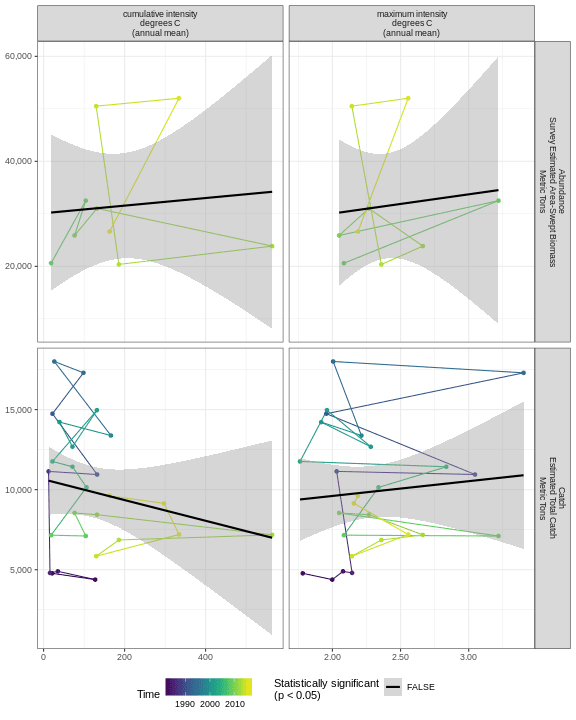 cumulative intensity
degrees C
(annual mean)
maximum intensity
degrees C
(annual mean)
60,000
40,000
20,000
Abundance
Survey Estimated Area-Swept Biomass
Metric Tons
15,000
10,000
5,000
Catch
Estimated Total Catch
Metric Tons
0
200
400
2.00
2.50
3.00
Time
1990 2000 2010
Statistically significant
(p < 0.05)
FALSE